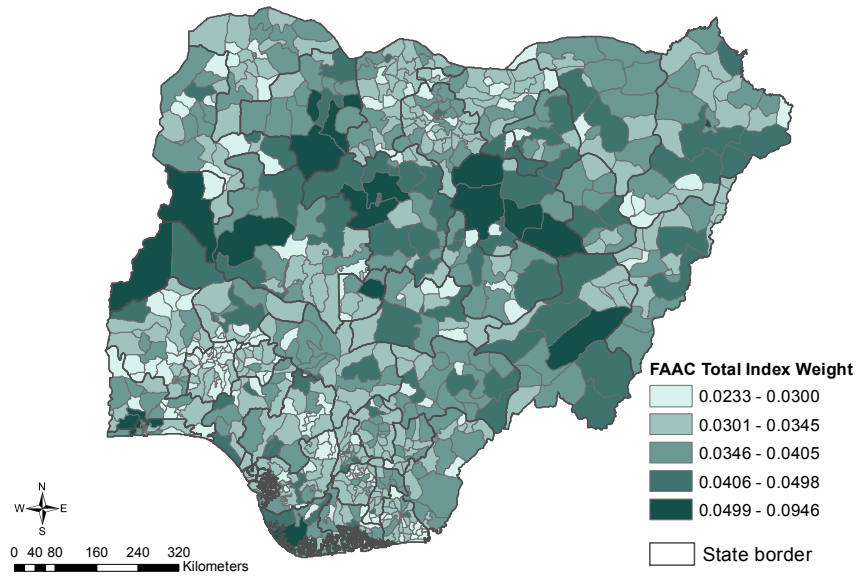 FAAC Total Index Weight
0.0233 - 0.0300
0.0301 - 0.0345
0.0346 - 0.0405
0.0406 - 0.0498
0.0499 - 0.0946
State border
N
W E
S
0 40 80 160 240 320
Kilometers